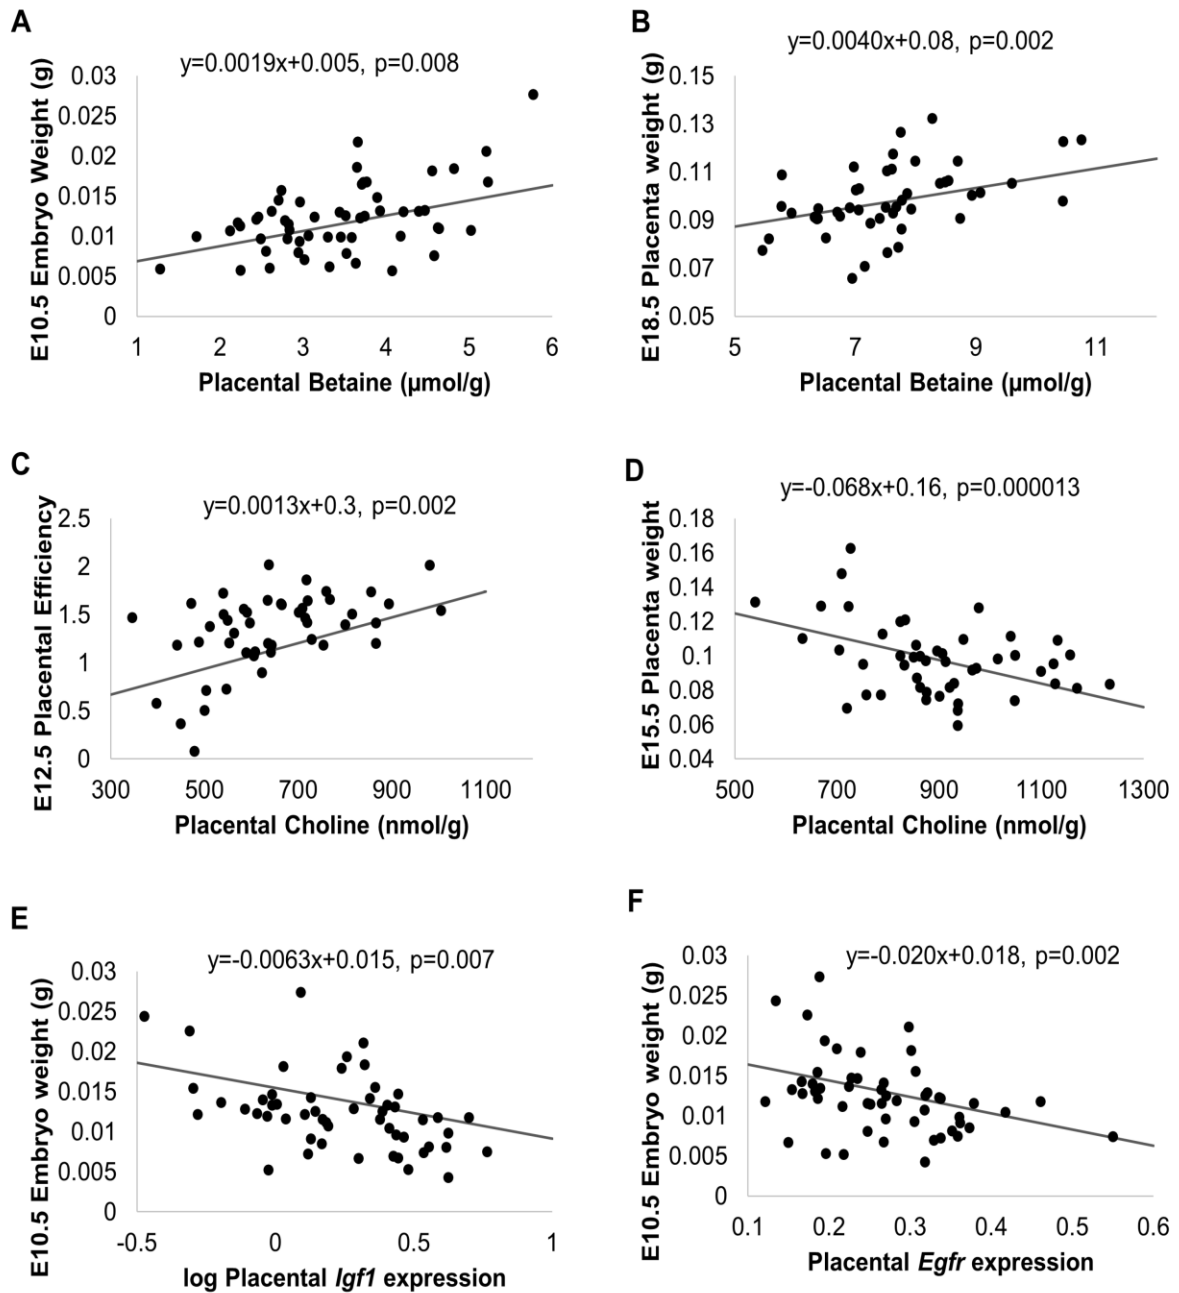 A
y=0.0019x+0.005, p=0.008
E10.5 Embryo Weight (g)
0.03
0.025
0.02
0.015
0.01
0.005
0
1 2 3 4 5 6
Placental Betaine (µmol/g)
B
y=0.0040x+0.08, p=0.002
E18.5 Placenta weight (g)
0.15
0.13
0.11
0.09
0.07
0.05
5 7 9 11
Placental Betaine (µmol/g)
C
y=0.0013x+0.3, p=0.002
E12.5 Placental Efficiency
2.5
2
1.5
1
0.5
0
300 500 700 900 1100
Placental Choline (nmol/g)
D
y=-0.068x+0.16, p=0.000013
E15.5 Placenta weight
0.18
0.16
0.14
0.12
0.1
0.08
0.06
0.04
500 700 900 1100 1300
Placental Choline (nmol/g)
E
y=-0.0063x+0.015, p=0.007
E10.5 Embryo weight (g)
0.03
0.025
0.02
0.015
0.01
0.005
0
-0.5 0 0.5 1
log Placental Igf1 expression
F
y=-0.020x+0.018, p=0.002
E10.5 Embryo weight (g)
0.03
0.025
0.02
0.015
0.01
0.005
0
0.1 0.2 0.3 0.4 0.5 0.6
Placental Egfr expression